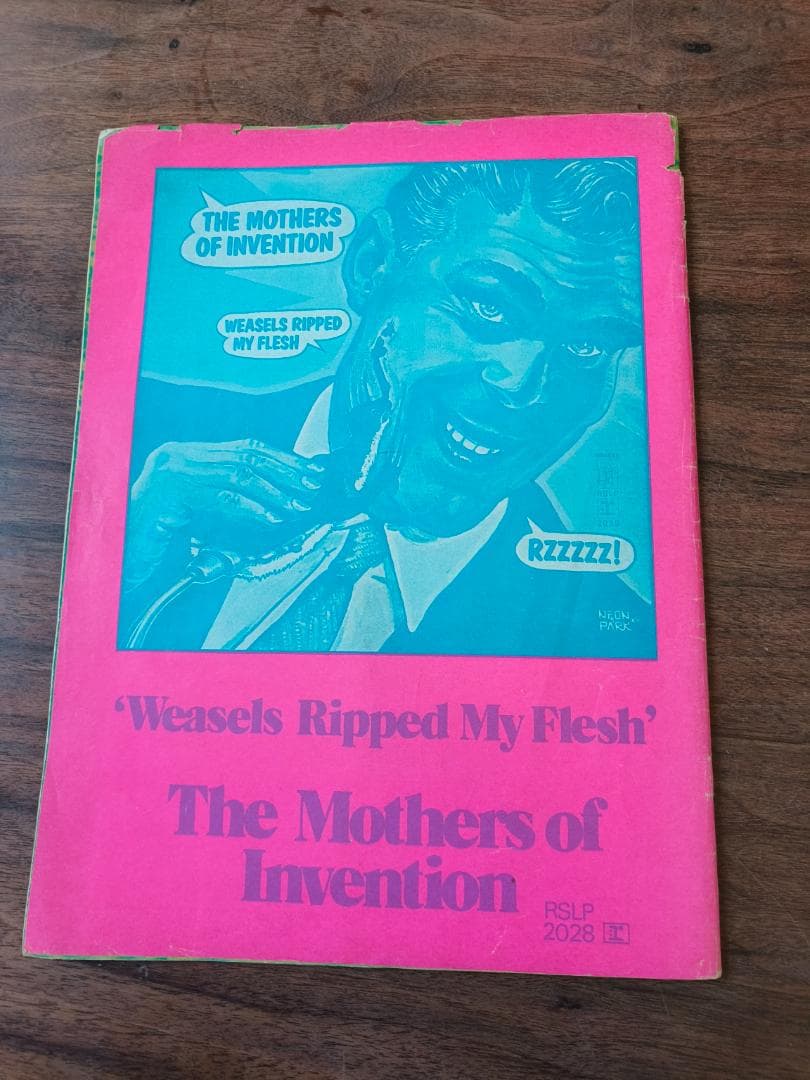 THE MOTHERS
OF INVENTION
WEASELS RIPPED
MY FLESH
RZZZZZ!
NEON
PARK
‘Weasels Ripped My Flesh’
The Mothers of
Invention
RSLP
2028